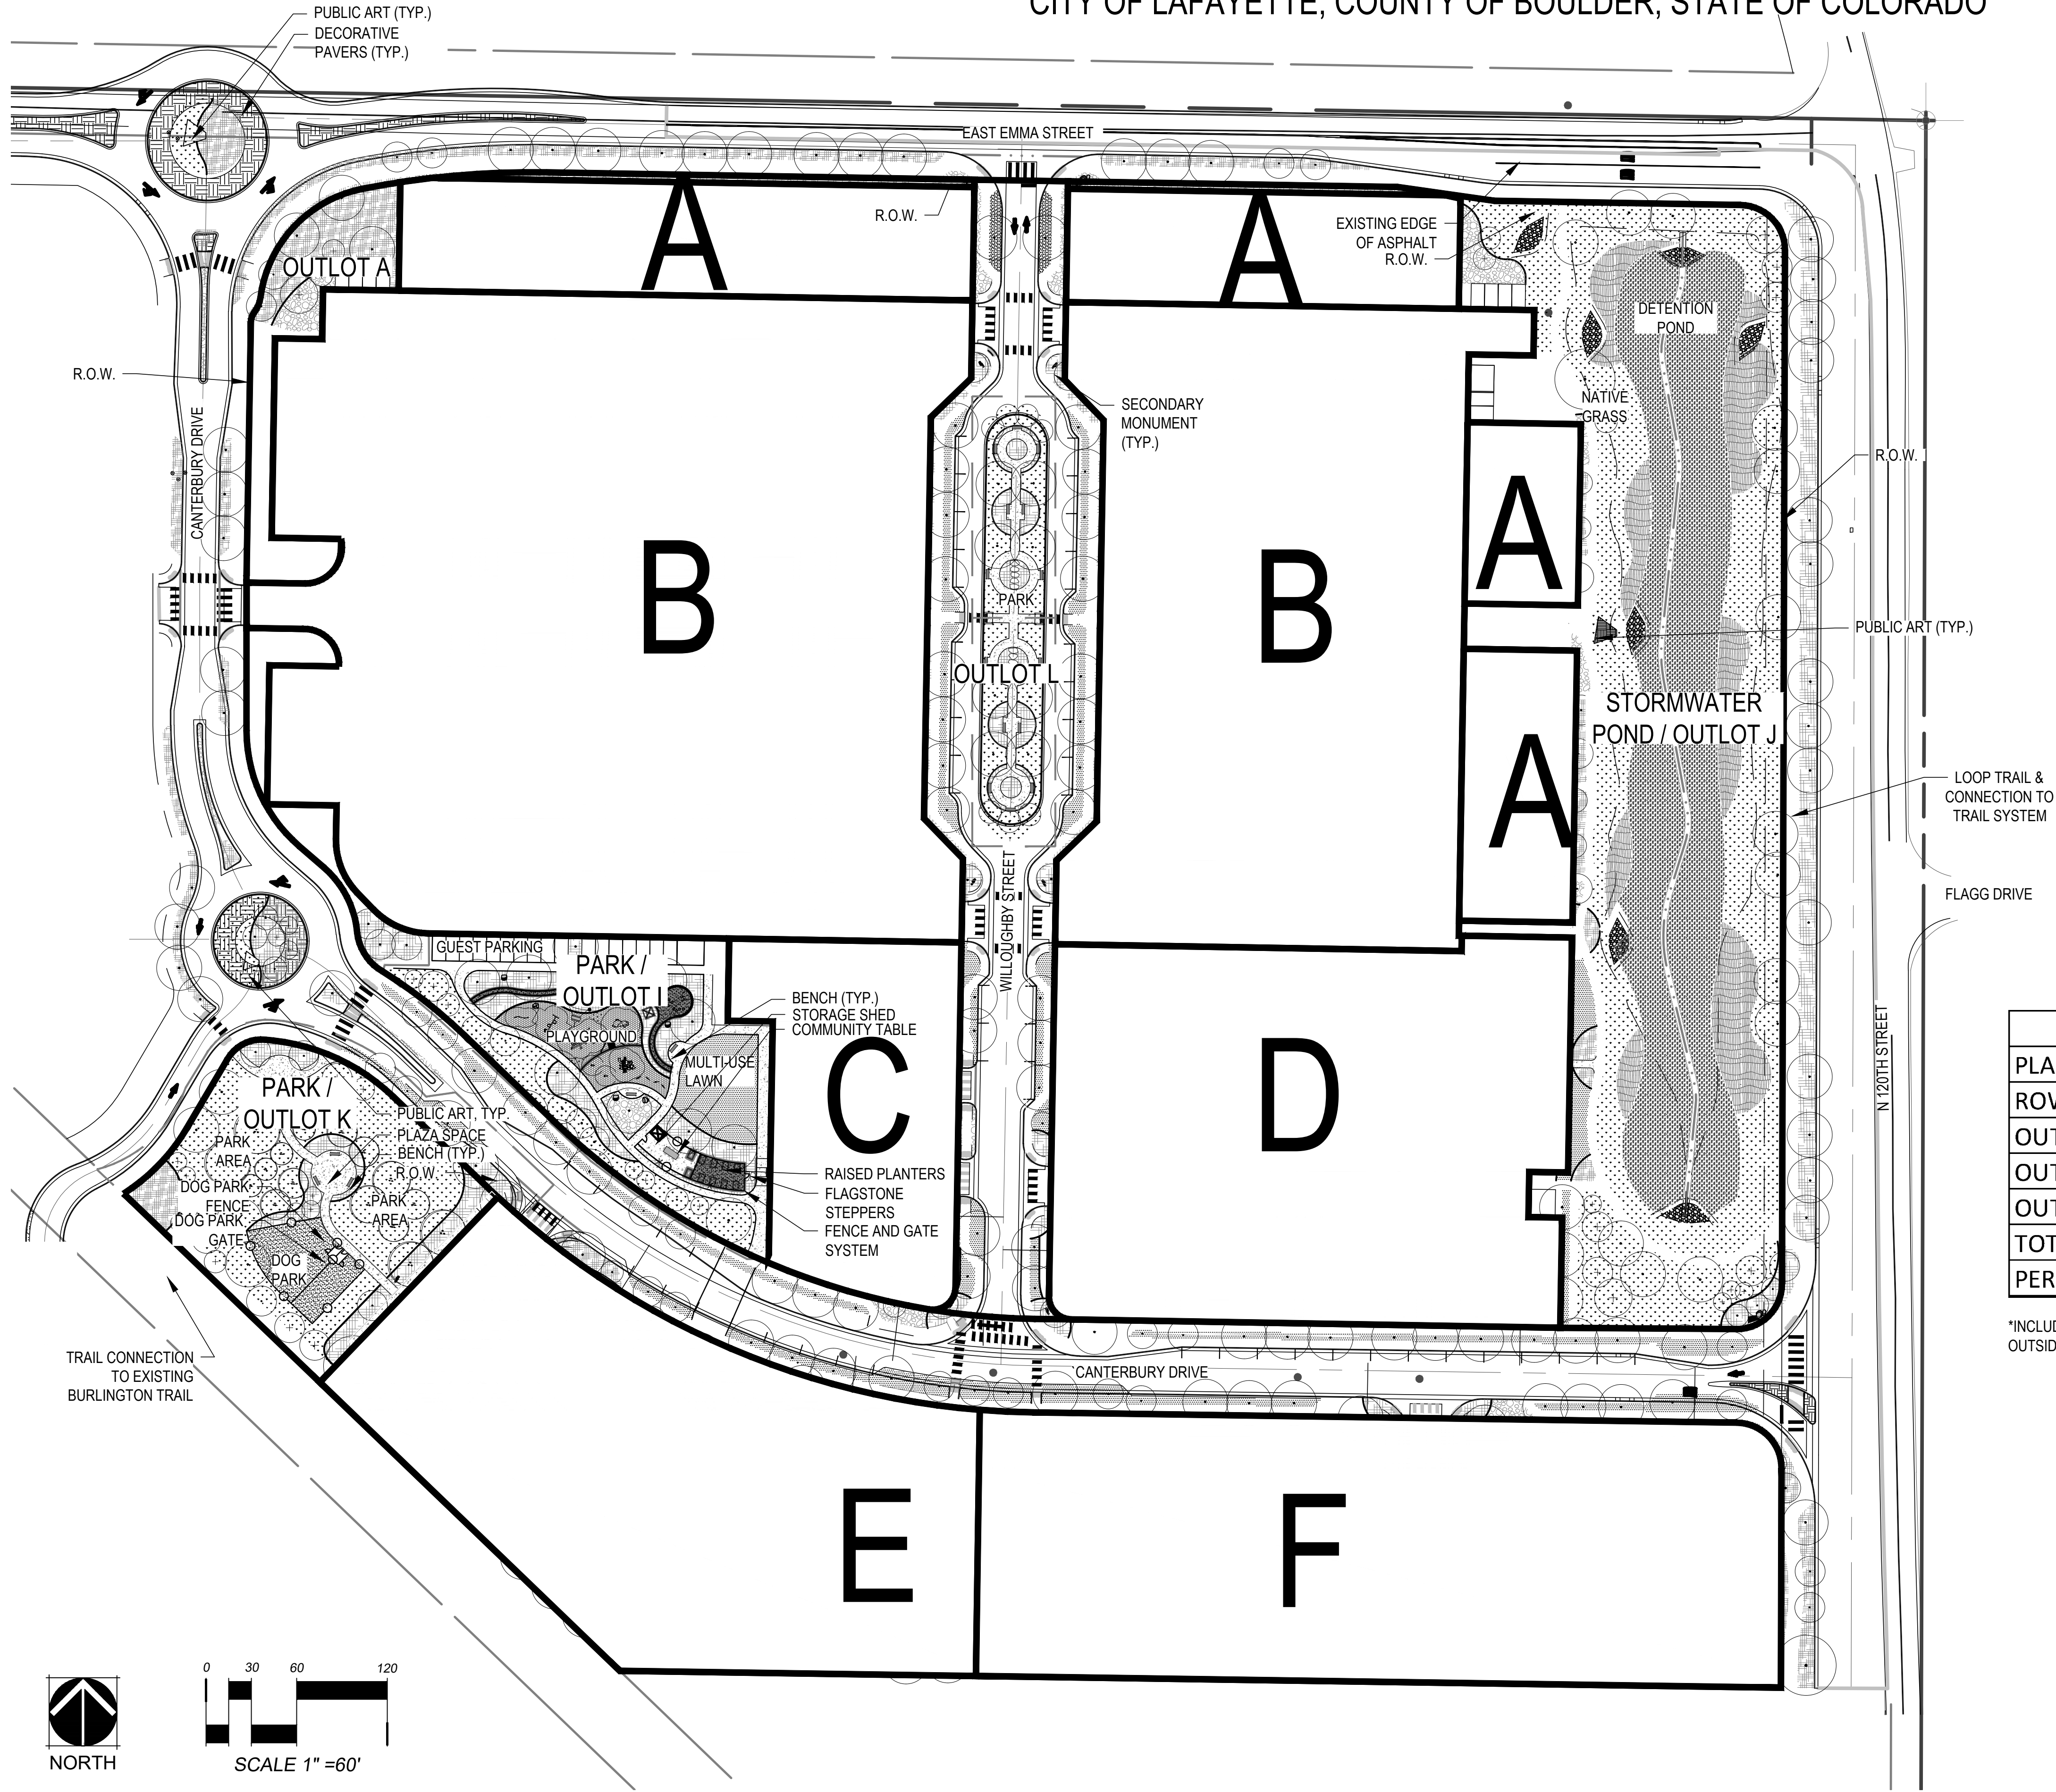 CITY OF LAFAYETTE, COUNTY OF BOULDER, STATE OF COLORADO
PUBLIC ART (TYP.)
DECORATIVE
PAVERS (TYP.)
EAST EMMA STREET
R.O.W.
EXISTING EDGE
OF ASPHALT
R.O.W.
OUTLOT A
A
A
DETENTION
POND
R.O.W.
NATIVE
GRASS
SECONDARY
MONUMENT
(TYP.)
CANTERBURY DRIVE
R.O.W.
A
B
B
PARK
PUBLIC ART (TYP.)
OUTLOT L
STORMWATER
POND / OUTLOT J
A
LOOP TRAIL &
CONNECTION TO
TRAIL SYSTEM
WILLOUGHBY STREET
FLAGG DRIVE
GUEST PARKING
PARK /
OUTLOT I
BENCH (TYP.)
STORAGE SHED
COMMUNITY TABLE
PLAYGROUND
MULTI-USE
LAWN
C
D
N 120TH STREET
PARK /
OUTLOT K
PUBLIC ART, TYP.
PLAZA SPACE
BENCH (TYP.)
R.O.W.
PARK
AREA
DOG PARK
FENCE
DOG PARK
GATE
PARK
AREA
DOG
PARK
RAISED PLANTERS
FLAGSTONE
STEPPERS
FENCE AND GATE
SYSTEM
TRAIL CONNECTION
TO EXISTING
BURLINGTON TRAIL
CANTERBURY DRIVE
E
F
PLA
ROW
OUT
OUT
OUT
TOT
PER
*INCLUD
OUTSID
0 30 60 120
NORTH
SCALE 1" =60'